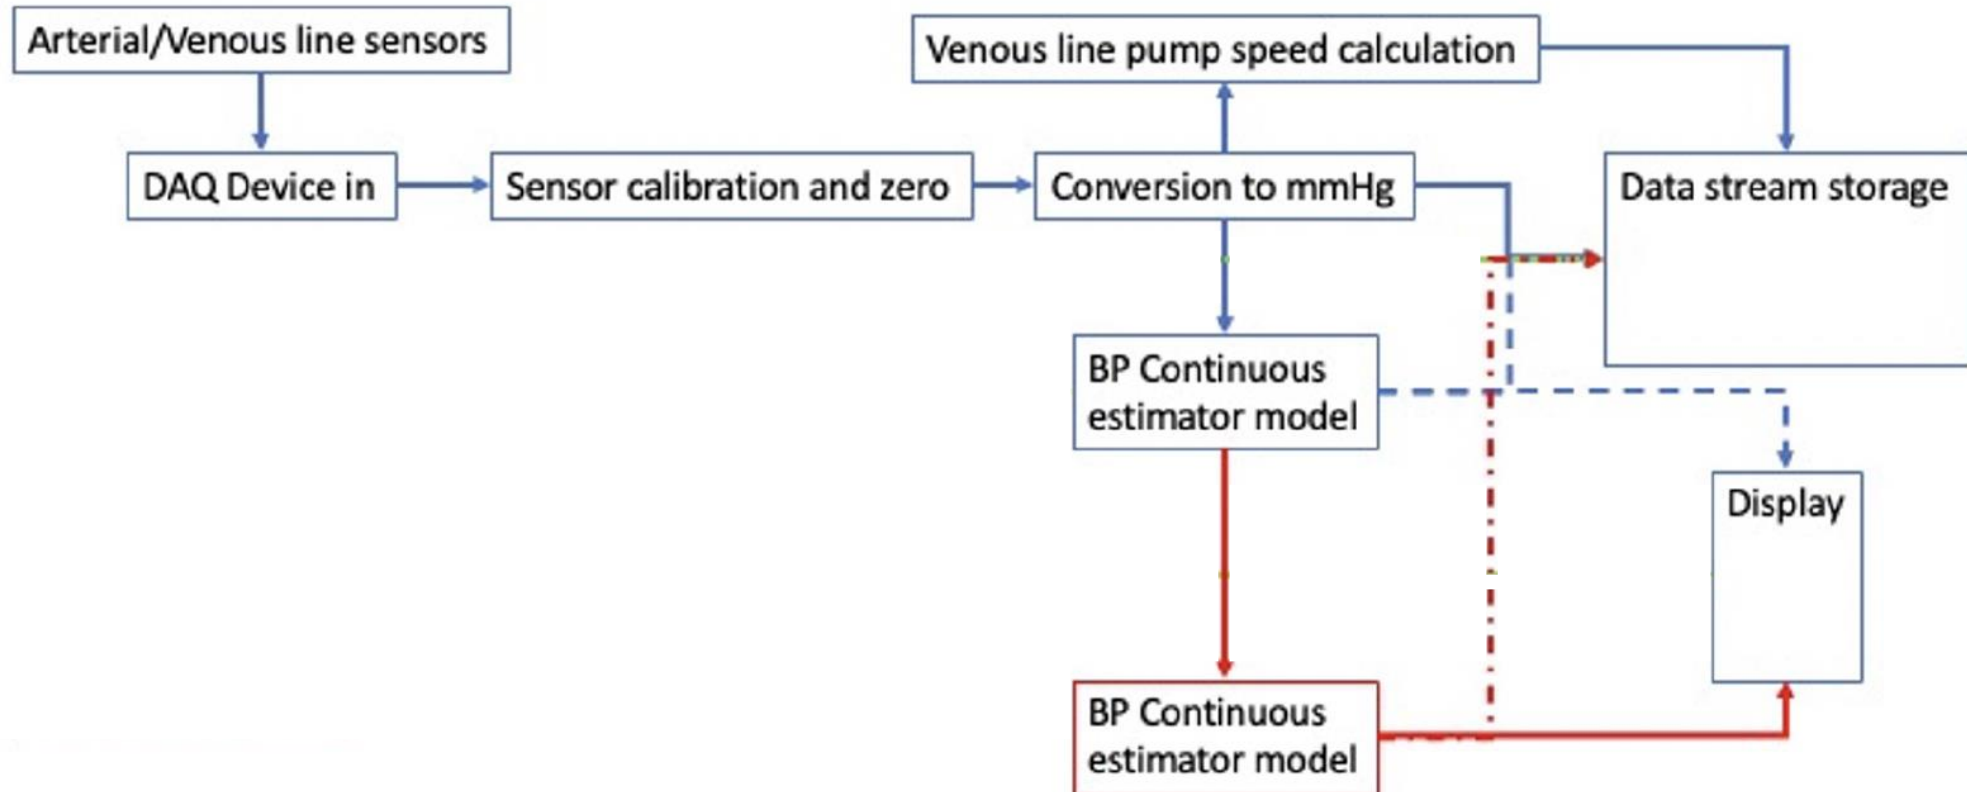 Arterial/Venous line sensors
Venous line pump speed calculation
DAQ Device in
Sensor calibration and zero
Conversion to mmHg
Data stream storage
BP Continuous
estimator model
Display
BP Continuous
estimator model